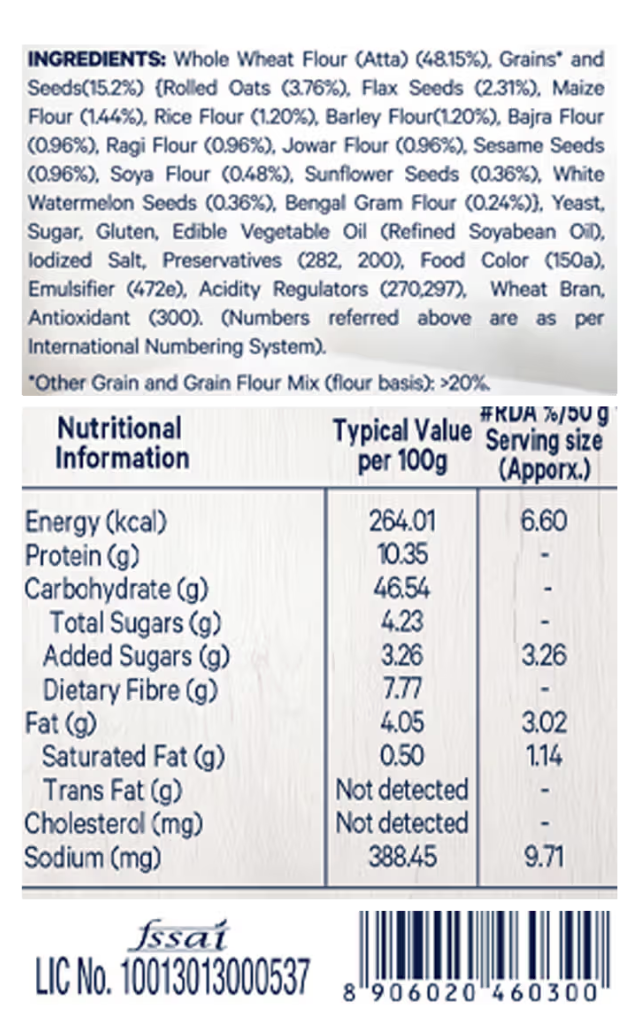 INGREDIENTS: Whole Wheat Flour (Atta) (48.15%), Grains* and
Seeds(15.2%) {Rolled Oats (3.76%), Flax Seeds (2.31%), Maize
Flour (1.44%), Rice Flour (1.20%), Barley Flour(1.20%), Bajra Flour
(0.96%), Ragi Flour (0.96%), Jowar Flour (0.96%), Sesame Seeds
(0.96%), Soya Flour (0.48%), Sunflower Seeds (0.36%), White
Watermelon Seeds (0.36%), Bengal Gram Flour (0.24%)}, Yeast,
Sugar, Gluten, Edible Vegetable Oil (Refined Soyabean Oil),
Iodized Salt, Preservatives (282, 200), Food Color (150a),
Emulsifier (472e), Acidity Regulators (270,297), Wheat Bran,
Antioxidant (300). (Numbers referred above are as per
International Numbering System).
*Other Grain and Grain Flour Mix (flour basis): >20%.
Nutritional Information Typical Value per 100g #RDA %/50 g Serving size (Apporx.)
Energy (kcal) 264.01 6.60
Protein (g) 10.35 -
Carbohydrate (g) 46.54 -
Total Sugars (g) 4.23 -
Added Sugars (g) 3.26 3.26
Dietary Fibre (g) 7.77 -
Fat (g) 4.05 3.02
Saturated Fat (g) 0.50 1.14
Trans Fat (g) Not detected -
Cholesterol (mg) Not detected -
Sodium (mg) 388.45 9.71
fssai
LIC No. 10013013000537
8 906020 460300